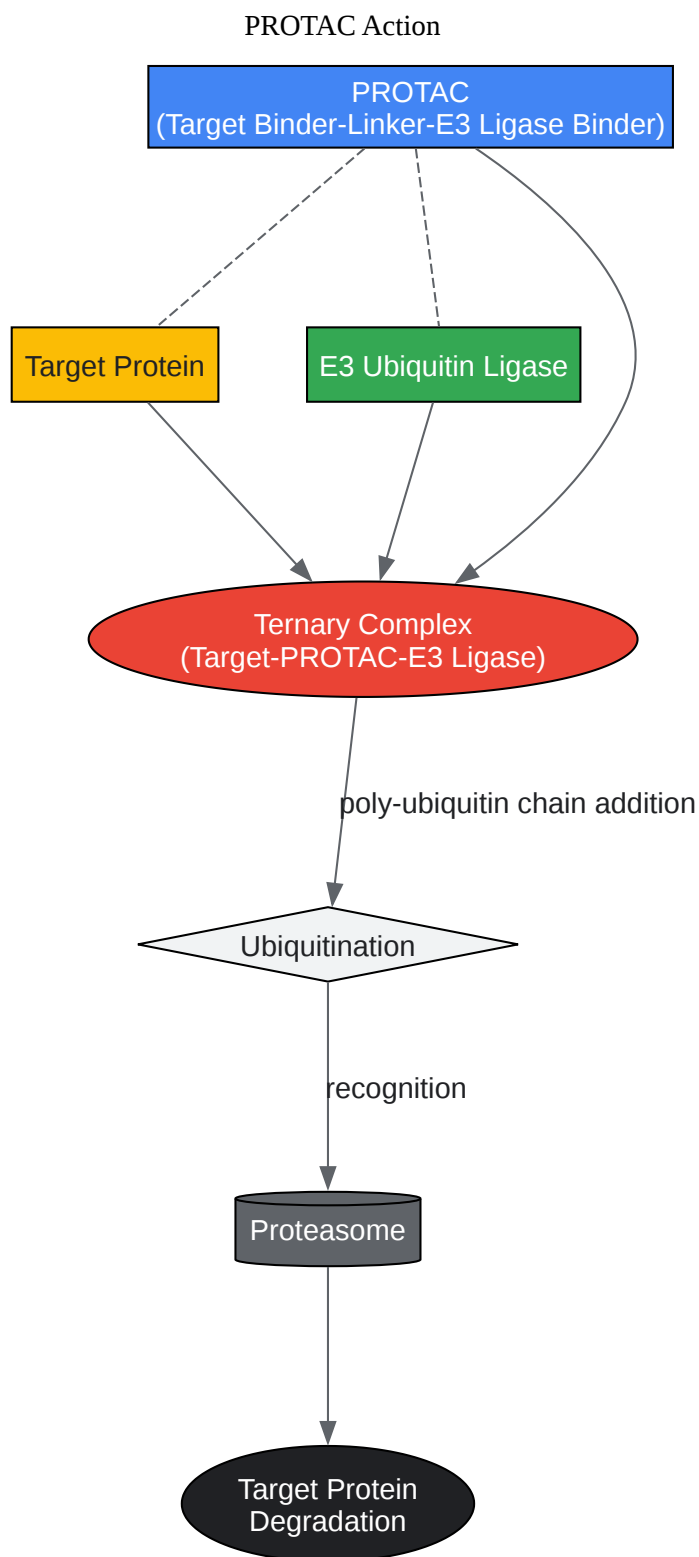 PROTAC Action
PROTAC
(Target Binder-Linker-E3 Ligase Binder)
Target Protein
E3 Ubiquitin Ligase
Ternary Complex
(Target-PROTAC-E3 Ligase)
poly-ubiquitin chain addition
Ubiquitination
recognition
Proteasome
Target Protein
Degradation